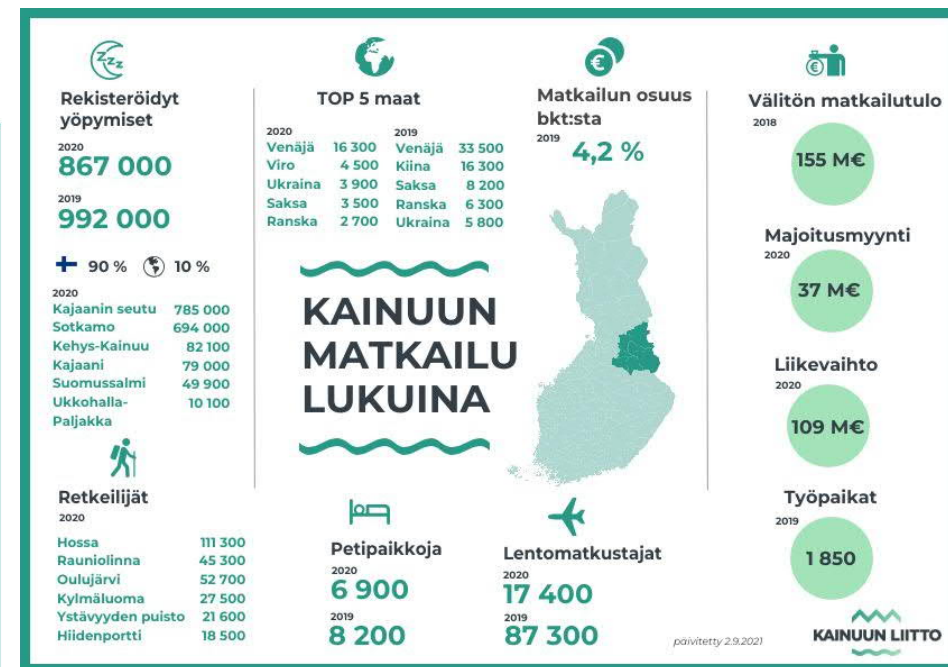 Zzz
Rekisteröidyt
yöpymiset
2020
867 000
2019
992 000
90 % 10 %
2020
Kajaanin seutu 785 000
Sotkamo 694 000
Kehys-Kainuu 82 100
Kajaani 79 000
Suomussalmi 49 900
Ukkohalla- 10 100
Paljakka
Retkeilijät
2020
Hossa 111 300
Rauniolinna 45 300
Oulujärvi 52 700
Kylmäluoma 27 500
Ystävyyden puisto 21 600
Hiidenportti 18 500
TOP 5 maat
2020 2019
Venäjä 16 300 Venäjä 33 500
Viro 4 500 Kiina 16 300
Ukraina 3 900 Saksa 8 200
Saksa 3 500 Ranska 6 300
Ranska 2 700 Ukraina 5 800
€
Matkailun osuus
bkt:sta
2019 4,2 %
KAINUUN
MATKAILU
LUKUINA
Petipaikkoja
2020
6 900
2019
8 200
Lentomatkustajat
2020
17 400
2019
87 300
€
Välitön matkailutulo
2018
155 M€
Majoitusmyynti
2020
37 M€
Liikevaihto
2020
109 M€
Työpaikat
2019
1 850
päivitetty 2.9.2021
KAINUUN LIITTO